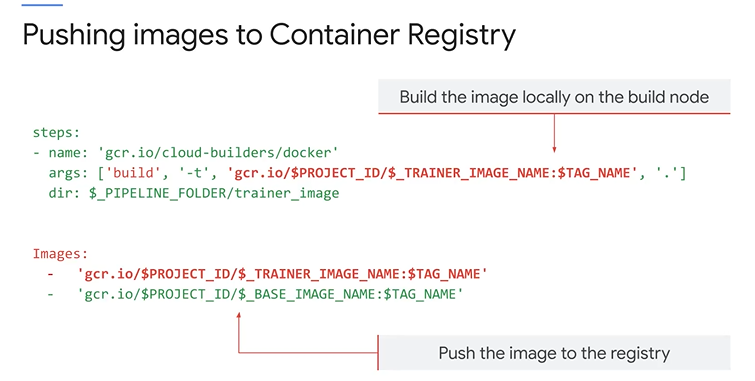 Pushing images to Container Registry
Build the image locally on the build node
steps:
- name: 'gcr.io/cloud-builders/docker'
args: ['build', '-t', 'gcr.io/$PROJECT_ID/$_TRAINER_IMAGE_NAME:$TAG_NAME', '.']
dir: $_PIPELINE_FOLDER/trainer_image
Images:
- 'gcr.io/$PROJECT_ID/$_TRAINER_IMAGE_NAME:$TAG_NAME'
- 'gcr.io/$PROJECT_ID/$_BASE_IMAGE_NAME:$TAG_NAME'
Push the image to the registry